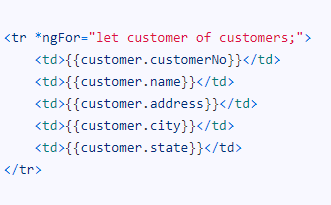 <tr *ngFor="let customer of customers;">
    <td>{{customer.customerNo}}</td>
    <td>{{customer.name}}</td>
    <td>{{customer.address}}</td>
    <td>{{customer.city}}</td>
    <td>{{customer.state}}</td>
</tr>